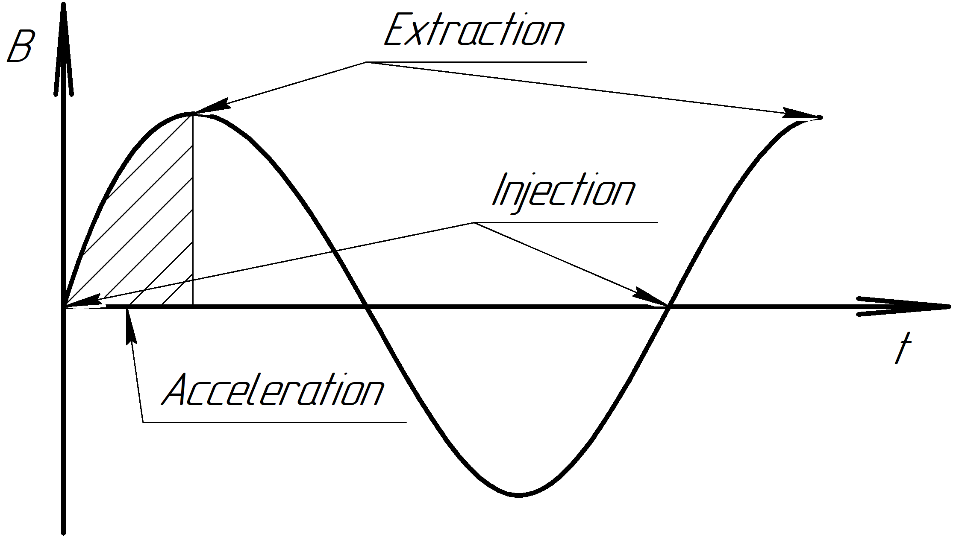 Extraction
B
Injection
t
Acceleration